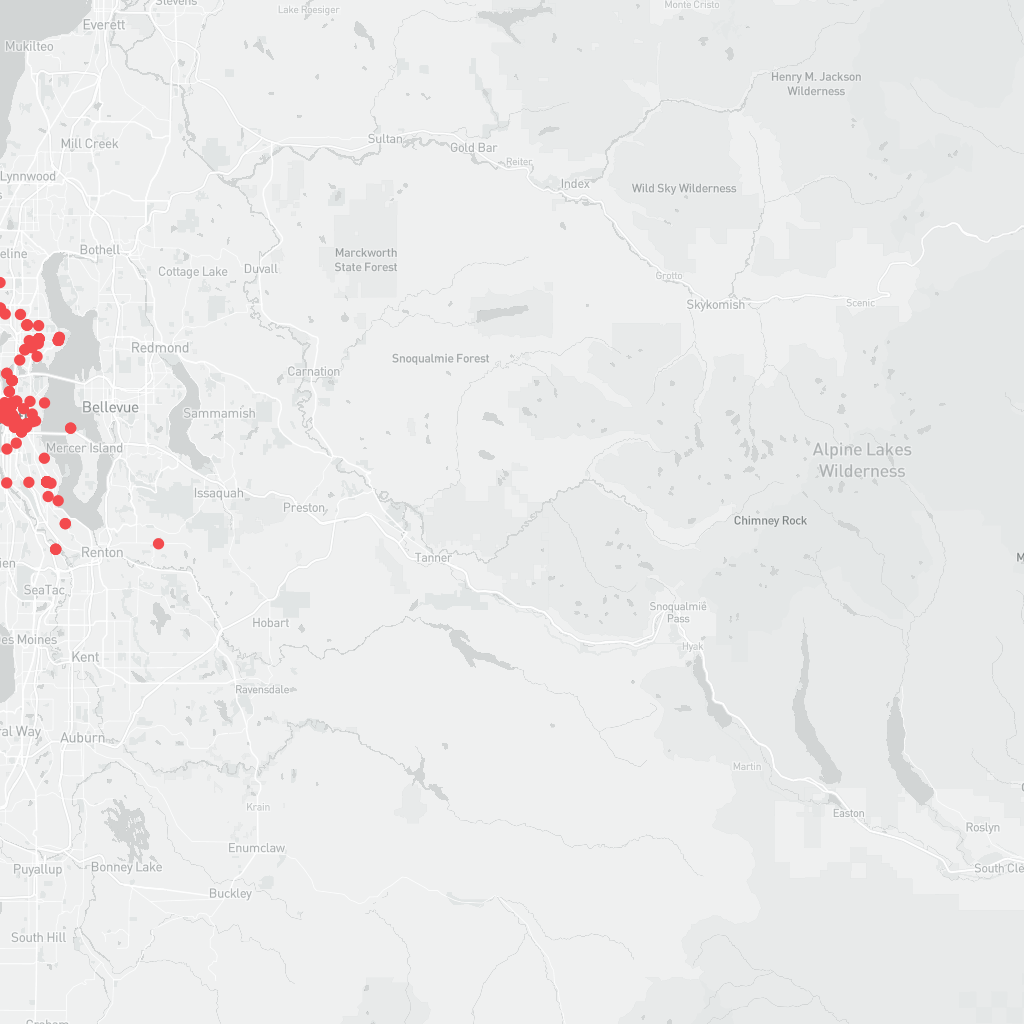 Stevens
Monte Cristo
Lake Roesiger
Everett
Mukilteo
Henry M. Jackson
Wilderness
Mill Creek
Sultan
Gold Bar
Reiter
Lynnwood
Index
Wild Sky Wilderness
eline
Bothell
Marckworth
State Forest
Cottage Lake
Duvall
Grotto
Skykomish
Scenic
Redmond
Snoqualmie Forest
Carnation
Bellevue
Sammamish
Mercer Island
Alpine Lakes
Wilderness
Issaquah
Preston
Chimney Rock
Renton
Tanner
ien
M
SeaTac
Snoqualmie
Pass
Hobart
es Moines
Hyak
Kent
Ravensdale
ral Way
Auburn
Martin
Krain
Easton
Roslyn
Enumclaw
Puyallup
Bonney Lake
South Cle
Buckley
South Hill
Graham